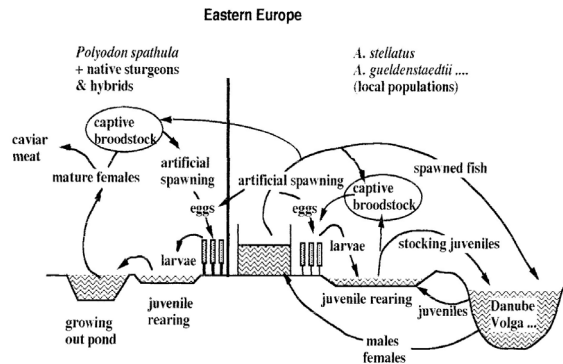 Eastern Europe
Polyodon spathula
+ native sturgeons
& hybrids
A. stellatus
A. gueldenstaedtii ....
(local populations)
captive
broodstock
caviar
meat
mature females
artificial
spawning
eggs
larvae
juvenile
rearing
growing
out pond
artificial spawning
eggs
larvae
captive
broodstock
spawned fish
stocking juveniles
juvenile rearing
juveniles
males
females
Danube
Volga ...